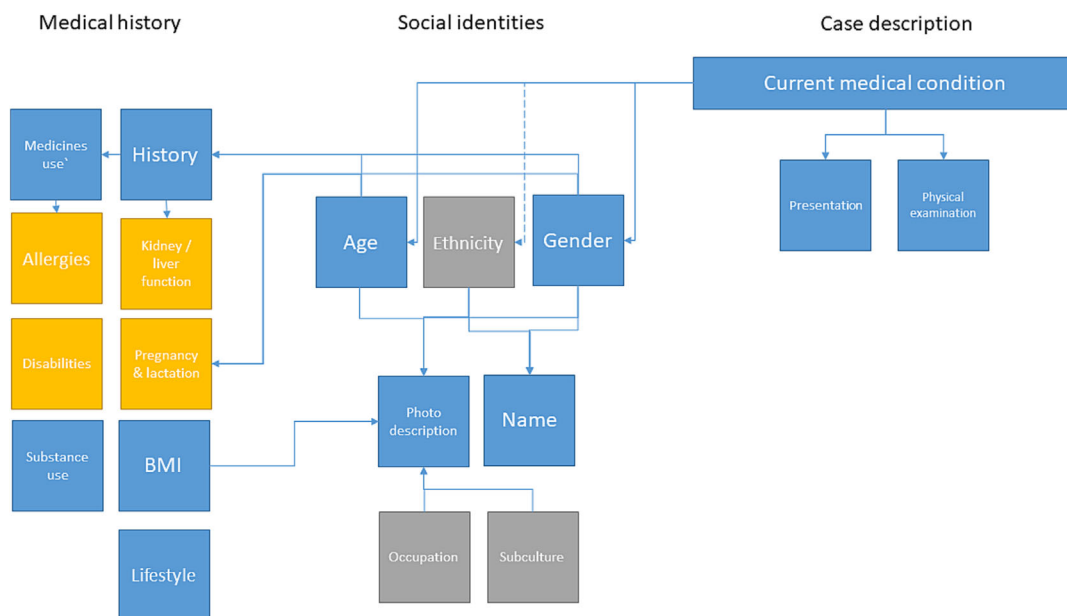 Medical history
Social identities
Case description
Current medical condition
Medicines
use`
History
Presentation
Physical
examination
Age
Ethnicity
Gender
Allergies
Kidney /
liver
function
Disabilities
Pregnancy
& lactation
Photo
description
Name
Substance
use
BMI
Occupation
Subculture
Lifestyle